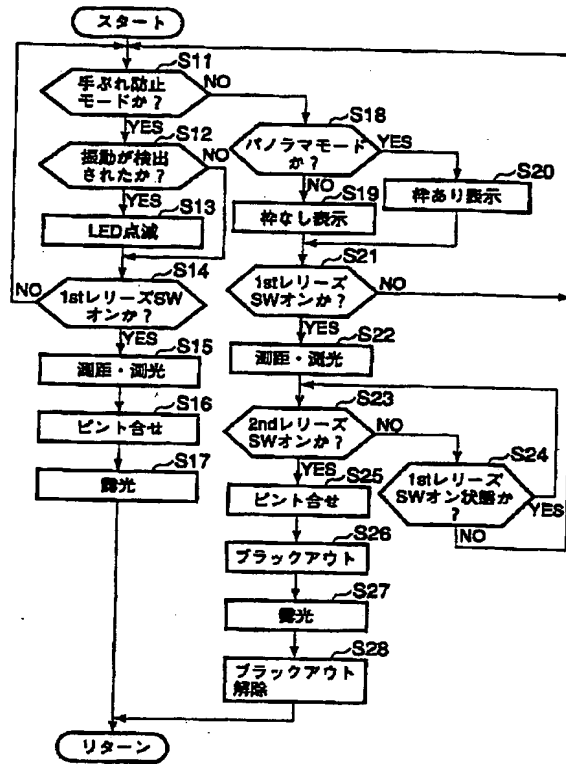 スタート
S11
手ぶれ防止
モードか?
NO
YES
S12
振動が検出
されたか?
NO
YES
S13
LED点滅
S14
1stレリーズSW
オンか?
NO
YES
S15
測距・測光
S16
ピント合せ
S17
露光
S18
パノラマモード
か?
YES
NO
S19
枠なし表示
S20
枠あり表示
S21
1stレリーズ
SWオンか?
NO
YES
S22
測距・測光
S23
2ndレリーズ
SWオンか?
NO
YES
S24
1stレリーズ
SWオン状態か
?
YES
NO
S25
ピント合せ
S26
ブラックアウト
S27
露光
S28
ブラックアウト
解除
リターン